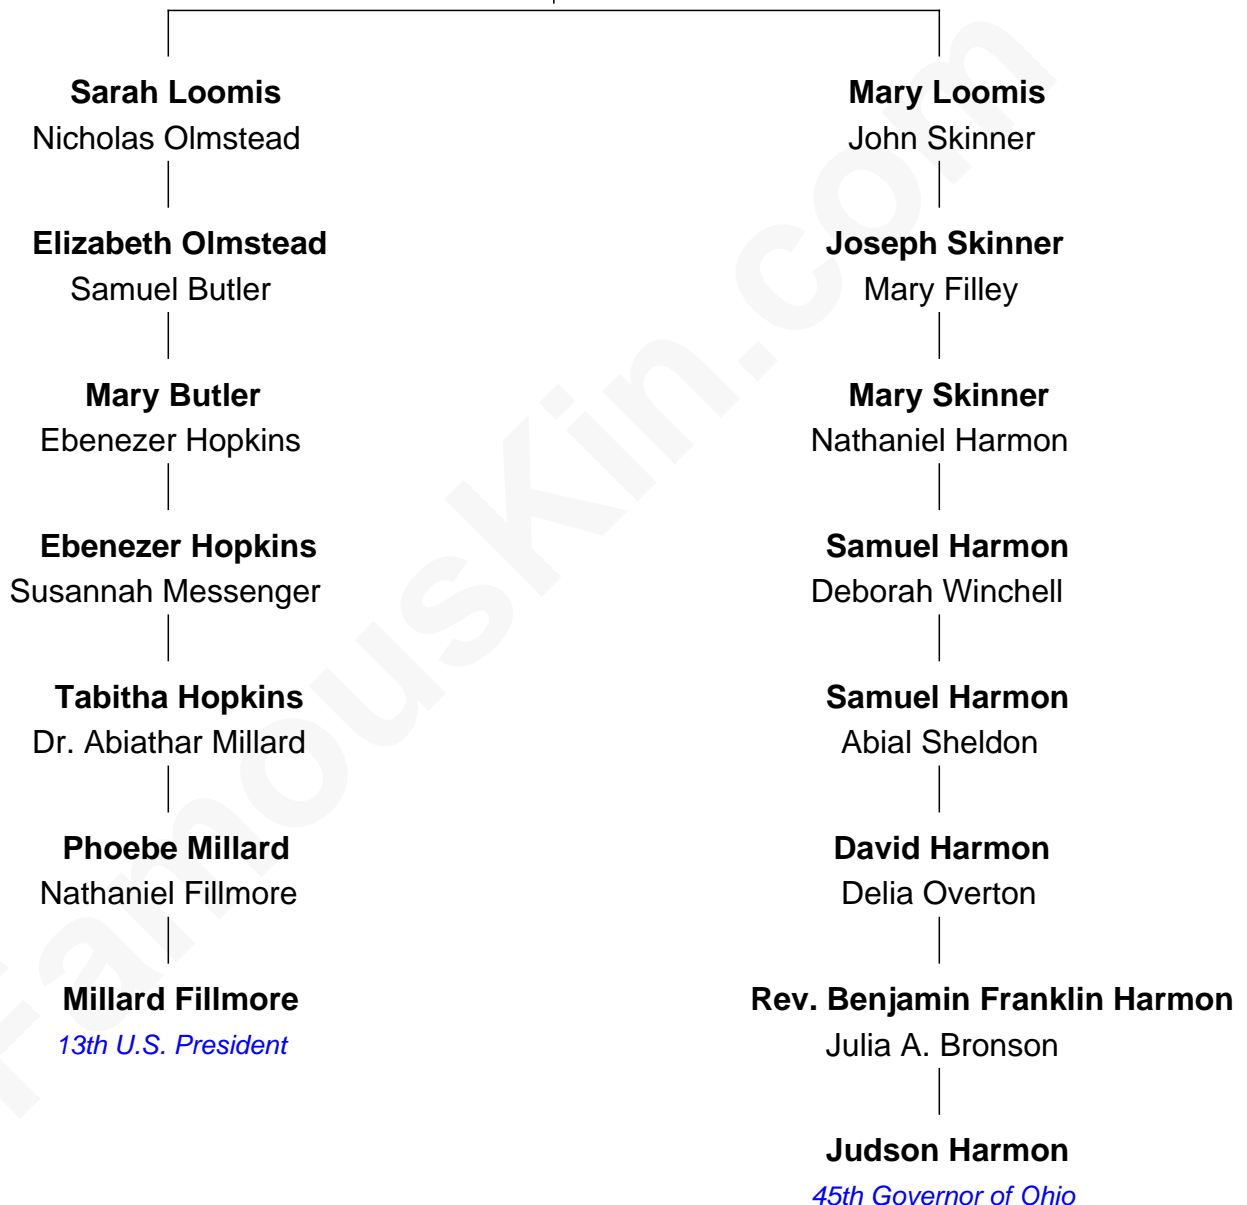 Sarah Loomis
Nicholas Olmstead
Elizabeth Olmstead
Samuel Butler
Mary Butler
Ebenezer Hopkins
Ebenezer Hopkins
Susannah Messenger
Tabitha Hopkins
Dr. Abiathar Millard
Phoebe Millard
Nathaniel Fillmore
Millard Fillmore
13th U.S. President
Mary Loomis
John Skinner
Joseph Skinner
Mary Filley
Mary Skinner
Nathaniel Harmon
Samuel Harmon
Deborah Winchell
Samuel Harmon
Abial Sheldon
David Harmon
Delia Overton
Rev. Benjamin Franklin Harmon
Julia A. Bronson
Judson Harmon
45th Governor of Ohio
FamousKin.com